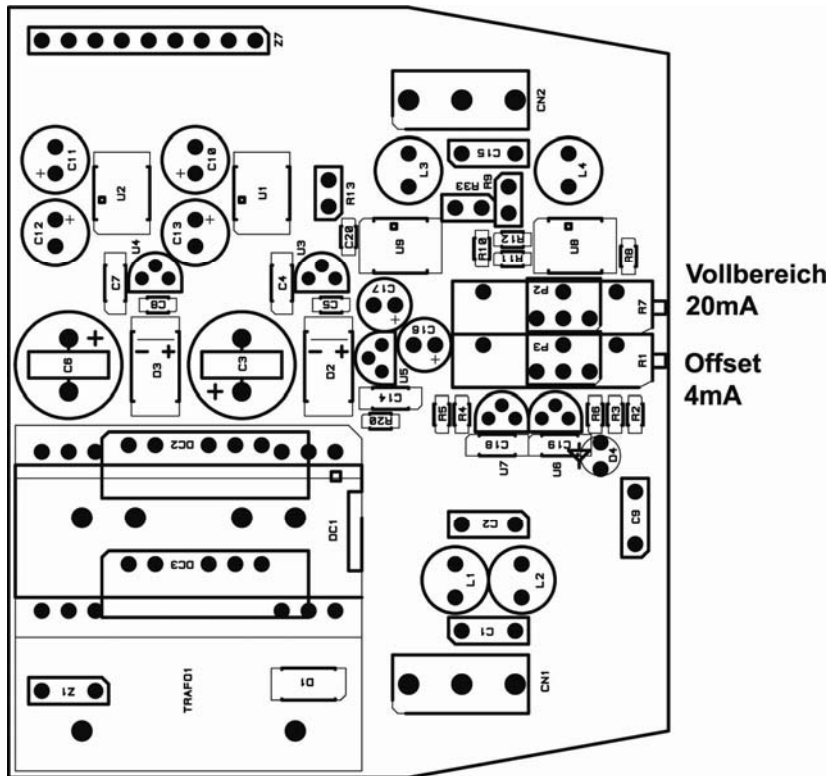 Z7
CN2
C11
C10
C15
L3
L4
U2
U1
R13
R33
R9
C12
C13
C20
U9
R10
R12
R11
U8
R8
U4
U3
C7
C8
C4
C5
C17
P2
R7
Vollbereich
20mA
C16
P3
R1
Offset
4mA
C6
D3
C3
D2
U5
C14
R20
R5
R4
R6
R3
R2
C18
C19
U7
U6
D4
DC2
DC1
C9
C2
DC3
L1
L2
C1
TRAFO1
Z1
D1
CN1